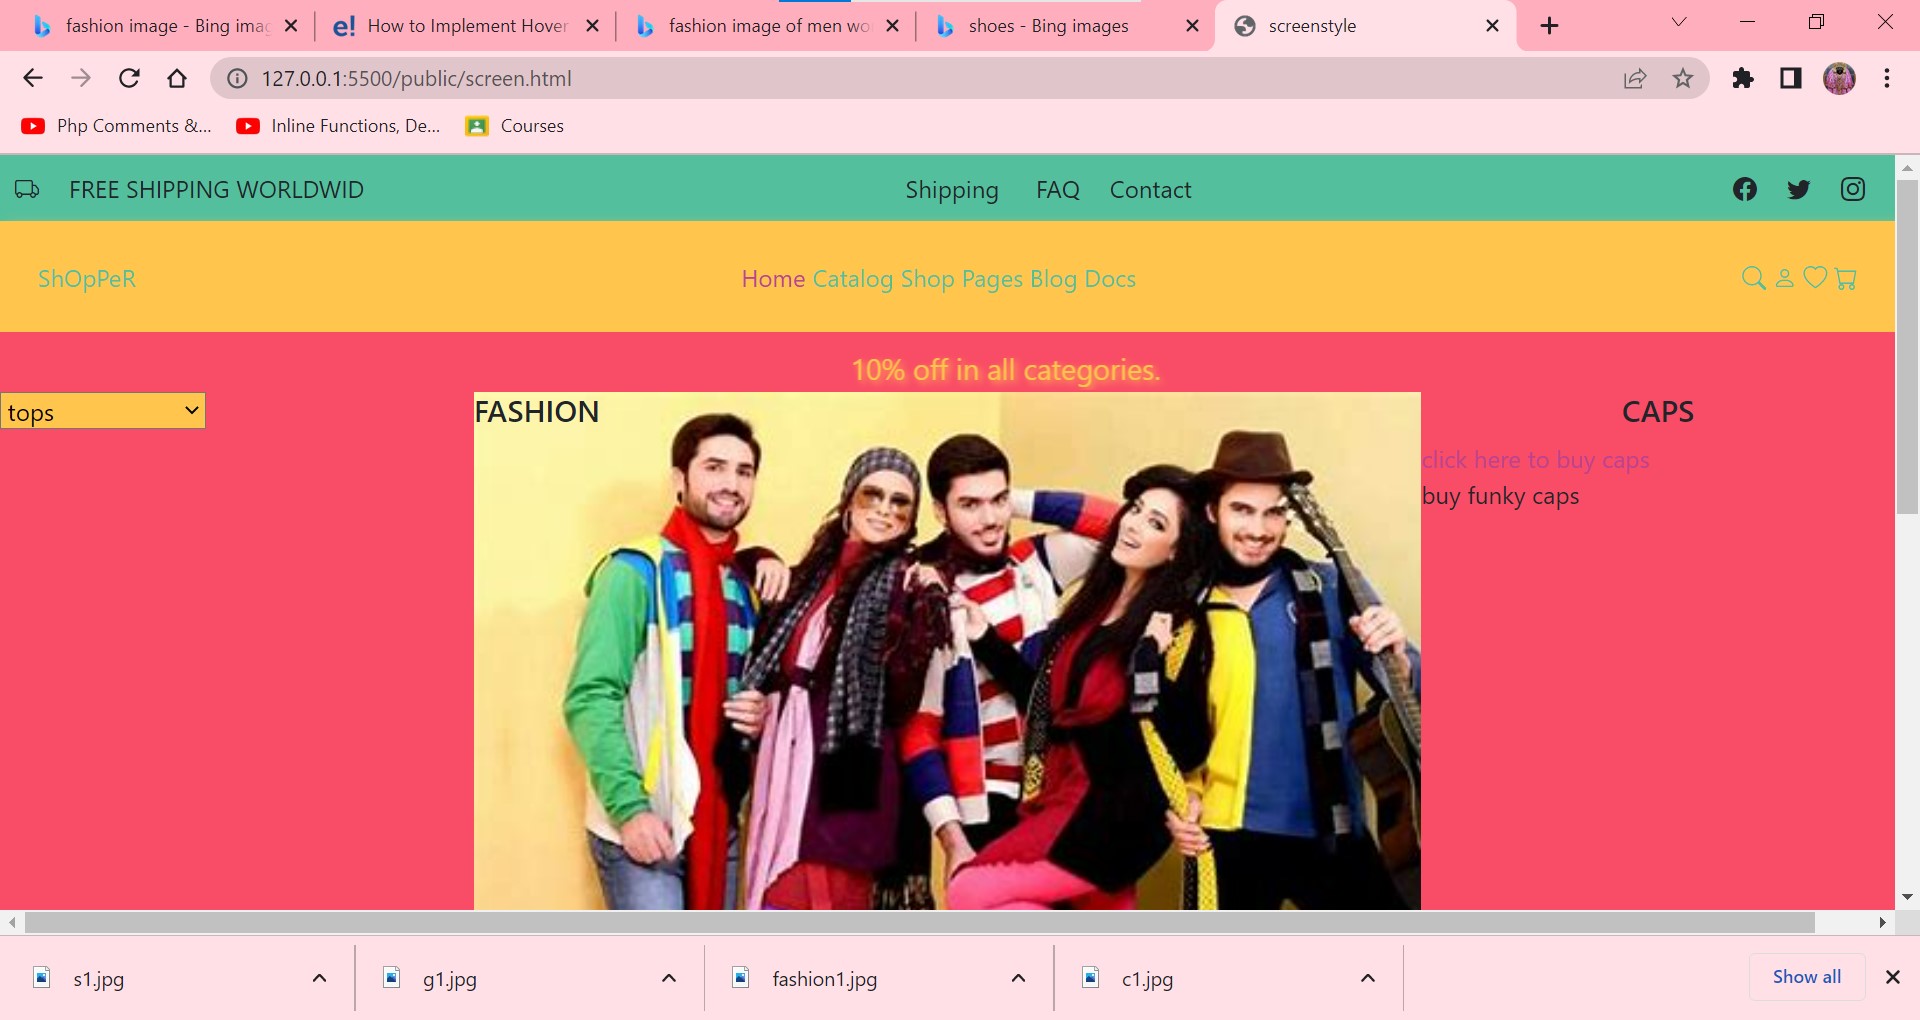 fashion image - Bing imag
How to Implement Hover
fashion image of men wo
shoes - Bing images
screenstyle
127.0.0.1:5500/public/screen.html
Php Comments &...
Inline Functions, De...
Courses
FREE SHIPPING WORLDWID
Shipping FAQ Contact
ShOpPeR
Home Catalog Shop Pages Blog Docs
10% off in all categories.
tops
FASHION
CAPS
click here to buy caps
buy funky caps
s1.jpg
g1.jpg
fashion1.jpg
c1.jpg
Show all